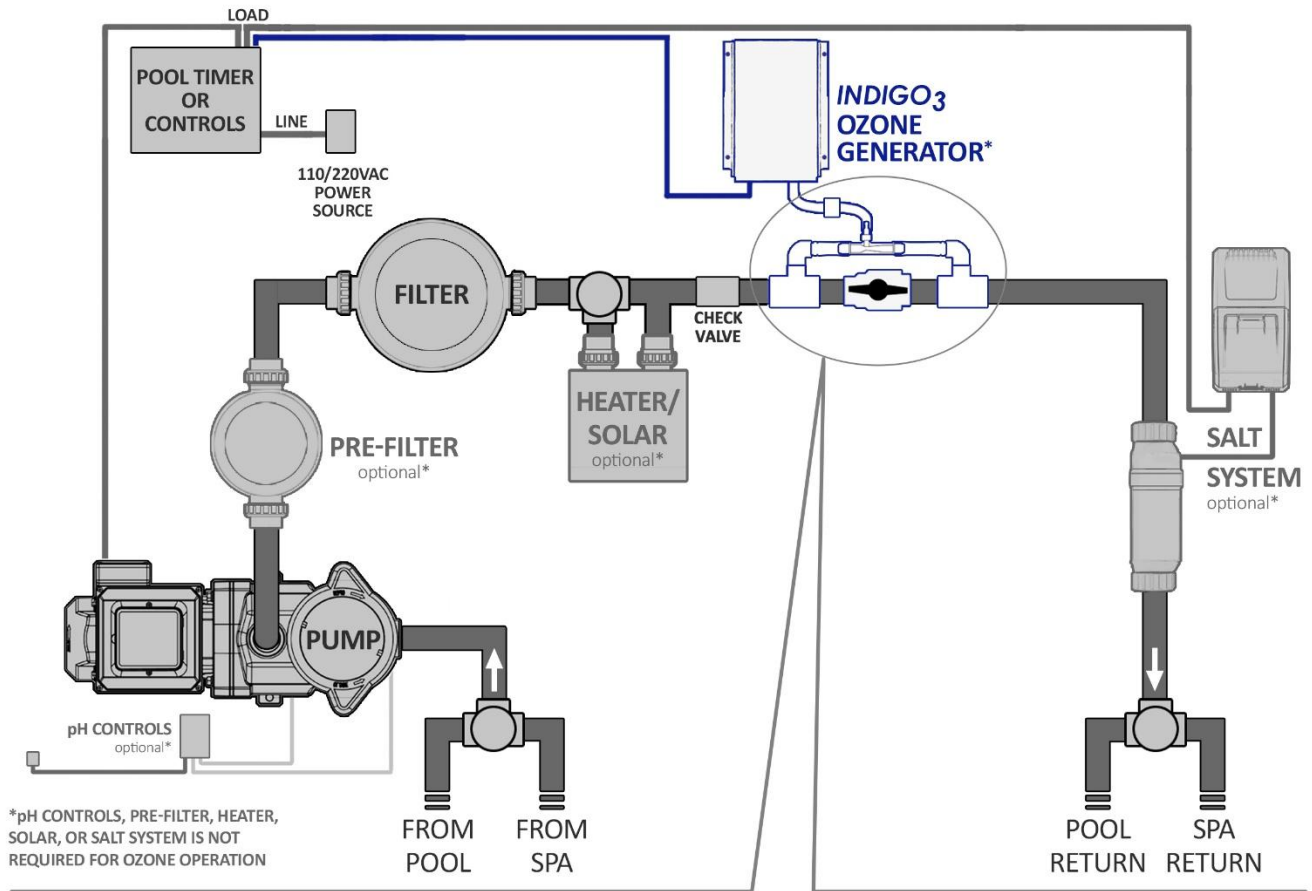 LOAD
POOL TIMER
OR
CONTROLS
LINE
110/220VAC
POWER
SOURCE
INDIGO3
OZONE
GENERATOR*
FILTER
CHECK
VALVE
HEATER/
SOLAR
optional*
PRE-FILTER
optional*
SALT
SYSTEM
optional*
PUMP
pH CONTROLS
optional*
*pH CONTROLS, PRE-FILTER, HEATER,
SOLAR, OR SALT SYSTEM IS NOT
REQUIRED FOR OZONE OPERATION
FROM
POOL
FROM
SPA
POOL
RETURN
SPA
RETURN